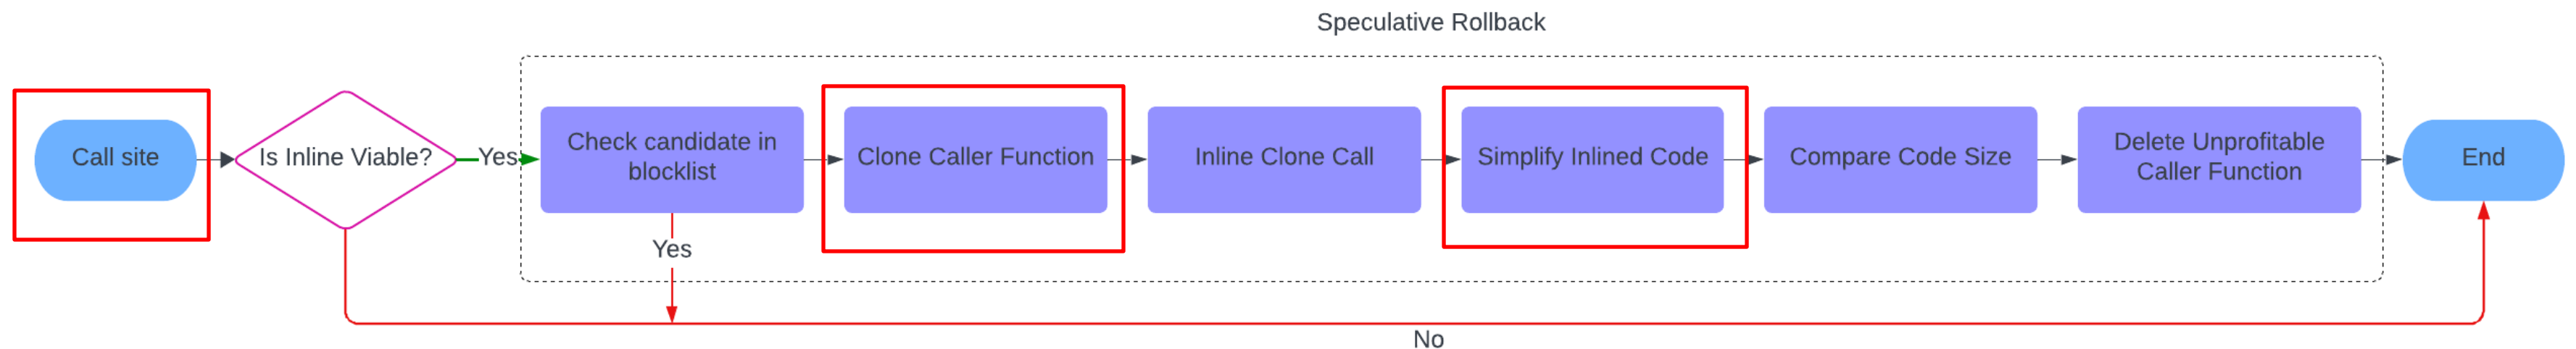 Speculative Rollback
Call site
Is Inline Viable?
Yes
Check candidate in
blocklist
Clone Caller Function
Inline Clone Call
Simplify Inlined Code
Compare Code Size
Delete Unprofitable
Caller Function
End
Yes
No